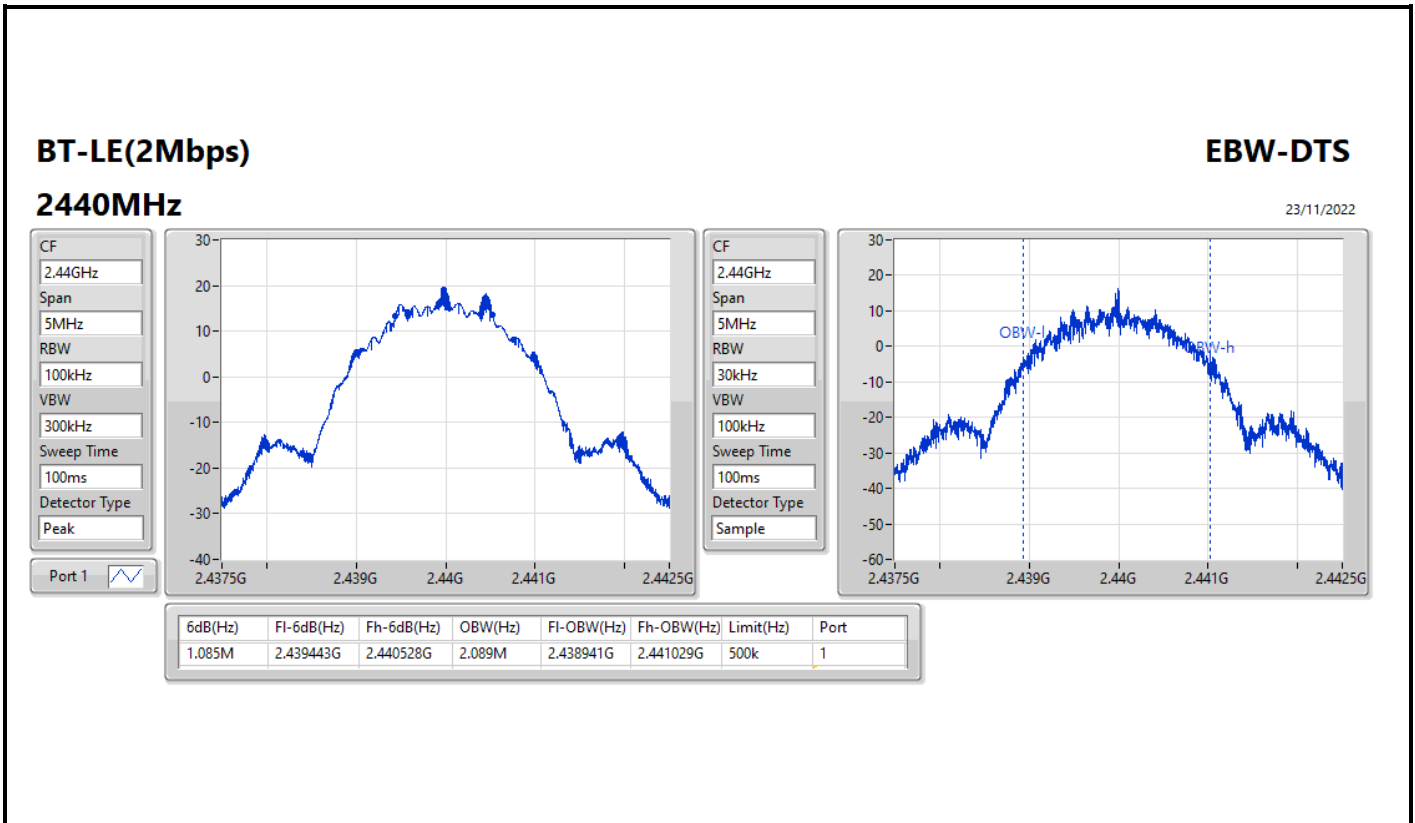 BT-LE(2Mbps)
EBW-DTS
2440MHz
23/11/2022
CF
2.44GHz
Span
5MHz
RBW
100kHz
VBW
300kHz
Sweep Time
100ms
Detector Type
Peak
Port 1
30
20
10
0
-10
-20
-30
-40
2.4375G 2.439G 2.44G 2.441G 2.4425G
CF
2.44GHz
Span
5MHz
RBW
30kHz
VBW
100kHz
Sweep Time
100ms
Detector Type
Sample
30
20
10
0
-10
-20
-30
-40
-50
-60
OBW-l
OBW-h
2.4375G 2.439G 2.44G 2.441G 2.4425G
6dB(Hz) Fl-6dB(Hz) Fh-6dB(Hz) OBW(Hz) Fl-OBW(Hz) Fh-OBW(Hz) Limit(Hz) Port
1.085M 2.439443G 2.440528G 2.089M 2.438941G 2.441029G 500k 1